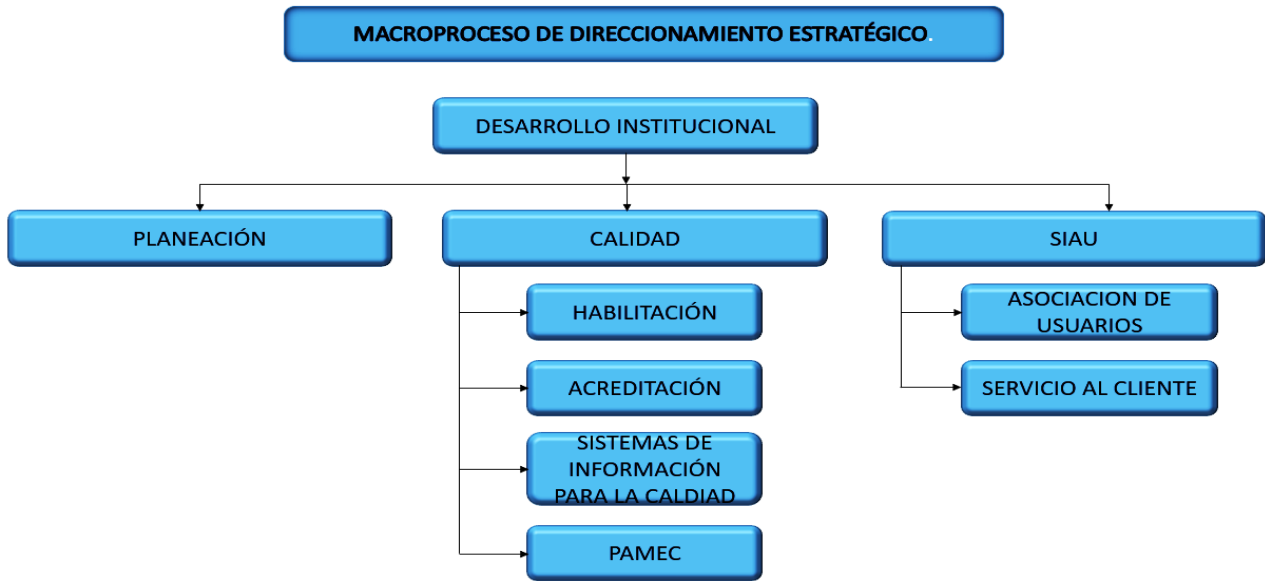 MACROPROCESO DE DIRECCIONAMIENTO ESTRATÉGICO.
DESARROLLO INSTITUCIONAL
PLANEACIÓN
CALIDAD
SIAU
HABILITACIÓN
ACREDITACIÓN
SISTEMAS DE
INFORMACIÓN
PARA LA CALDIAD
PAMEC
ASOCIACION DE
USUARIOS
SERVICIO AL CLIENTE